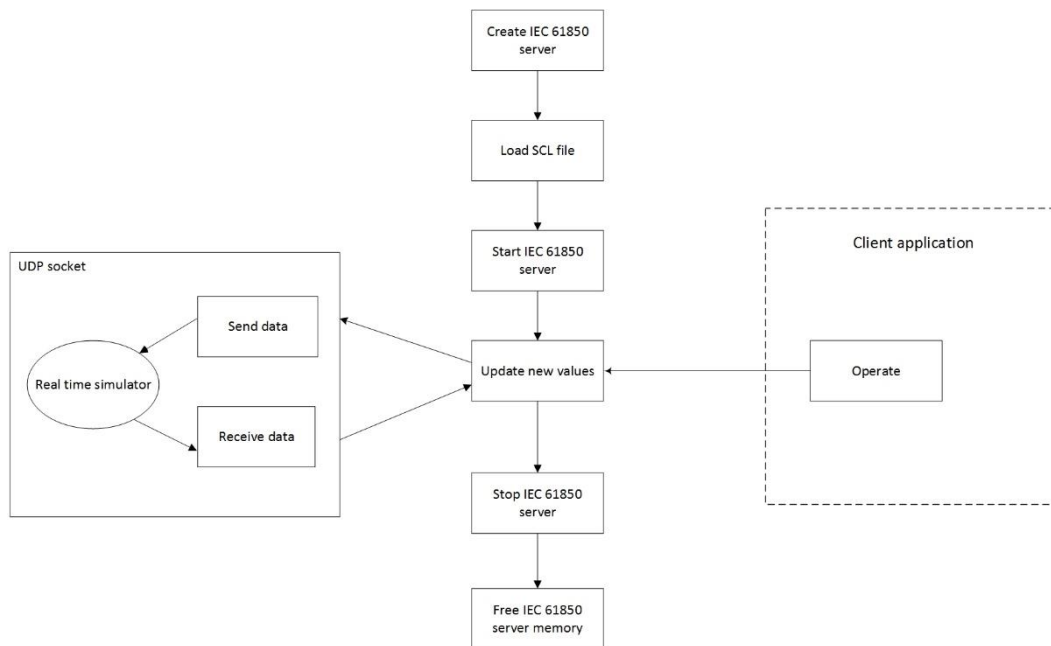 Create IEC 61850
server
Load SCL file
Start IEC 61850
server
Client application
UDP socket
Send data
Real time simulator
Update new values
Operate
Receive data
Stop IEC 61850
server
Free IEC 61850
server memory